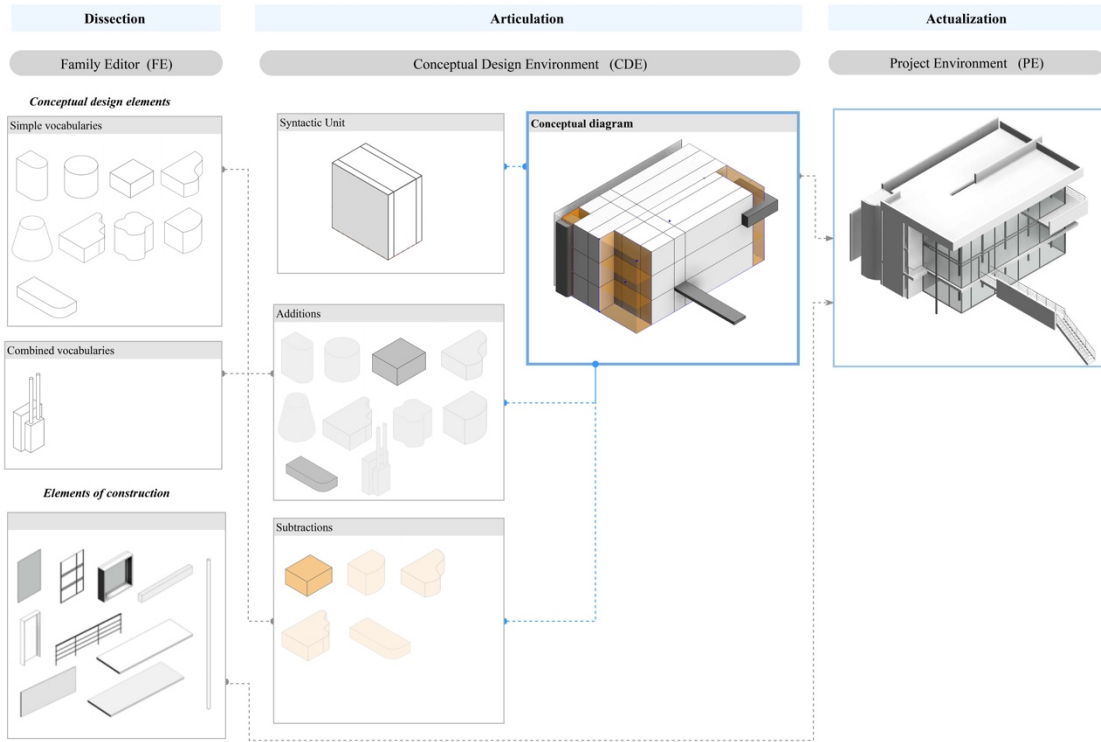 Dissection
Articulation
Actualization
Family Editor (FE)
Conceptual Design Environment (CDE)
Project Environment (PE)
Conceptual design elements
Simple vocabularies
Syntactic Unit
Conceptual diagram
Additions
Combined vocabularies
Elements of construction
Subtractions